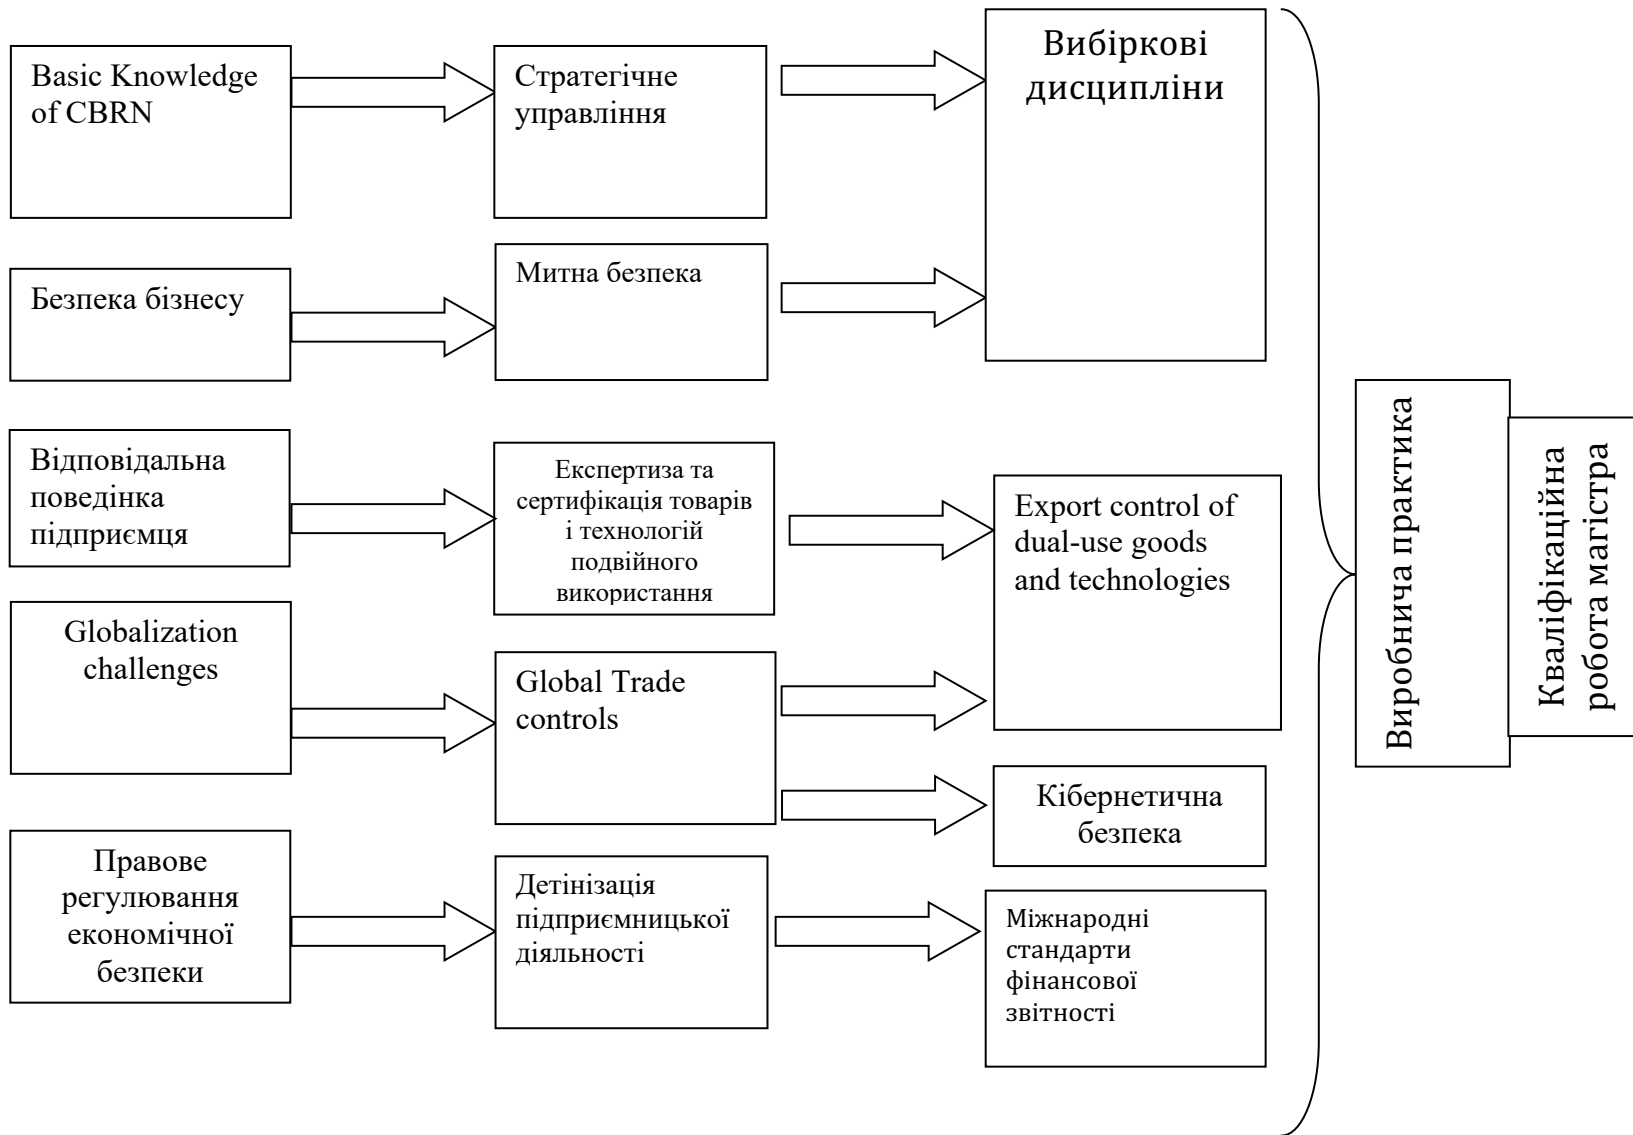 Basic Knowledge
of CBRN
Стратегічне
управління
Вибіркові
дисципліни
Безпека бізнесу
Митна безпека
Відповідальна
поведінка
підприємця
Експертиза та
сертифікація товарів
і технологій
подвійного
використання
Export control of
dual-use goods
and technologies
Globalization
challenges
Global Trade
controls
Кібернетична
безпека
Правове
регулювання
економічної
безпеки
Детінізація
підприємницької
діяльності
Міжнародні
стандарти
фінансової
звітності
Виробнича практика
Кваліфікаційна
робота магістра